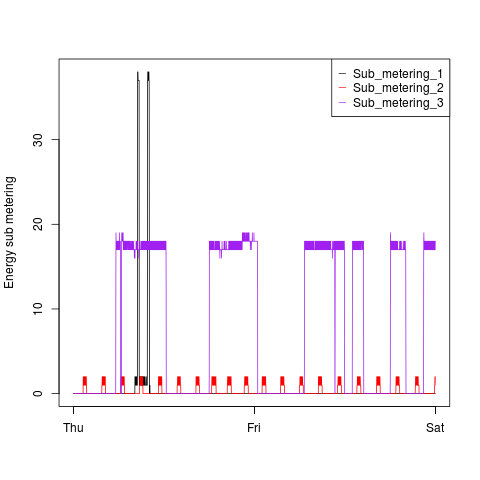 Sub_metering_1
Sub_metering_2
Sub_metering_3
Energy sub metering
30
20
10
0
Thu Fri Sat